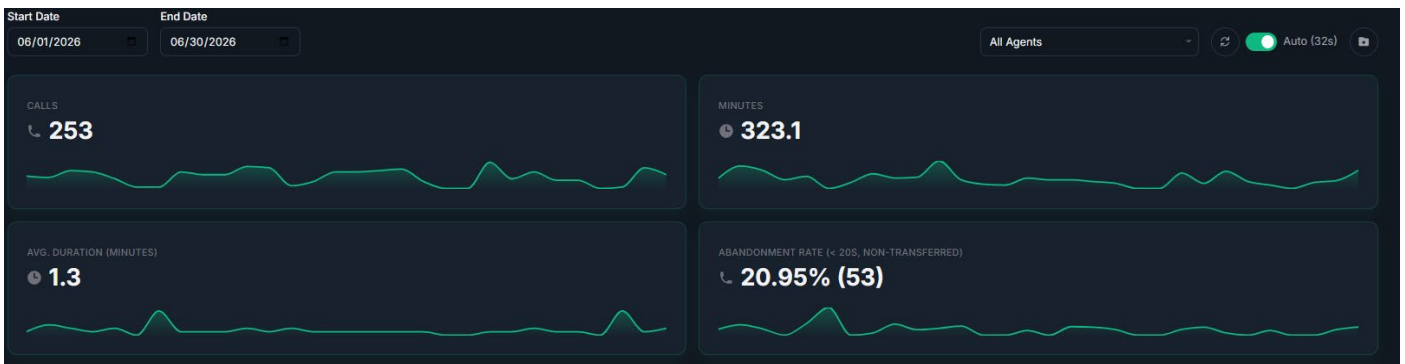 Start Date
End Date
06/01/2026
06/30/2026
All Agents
Auto (32s)
CALLS
253
MINUTES
323.1
AVG. DURATION (MINUTES)
1.3
ABANDONMENT RATE (< 20S, NON-TRANSFERRED)
20.95% (53)